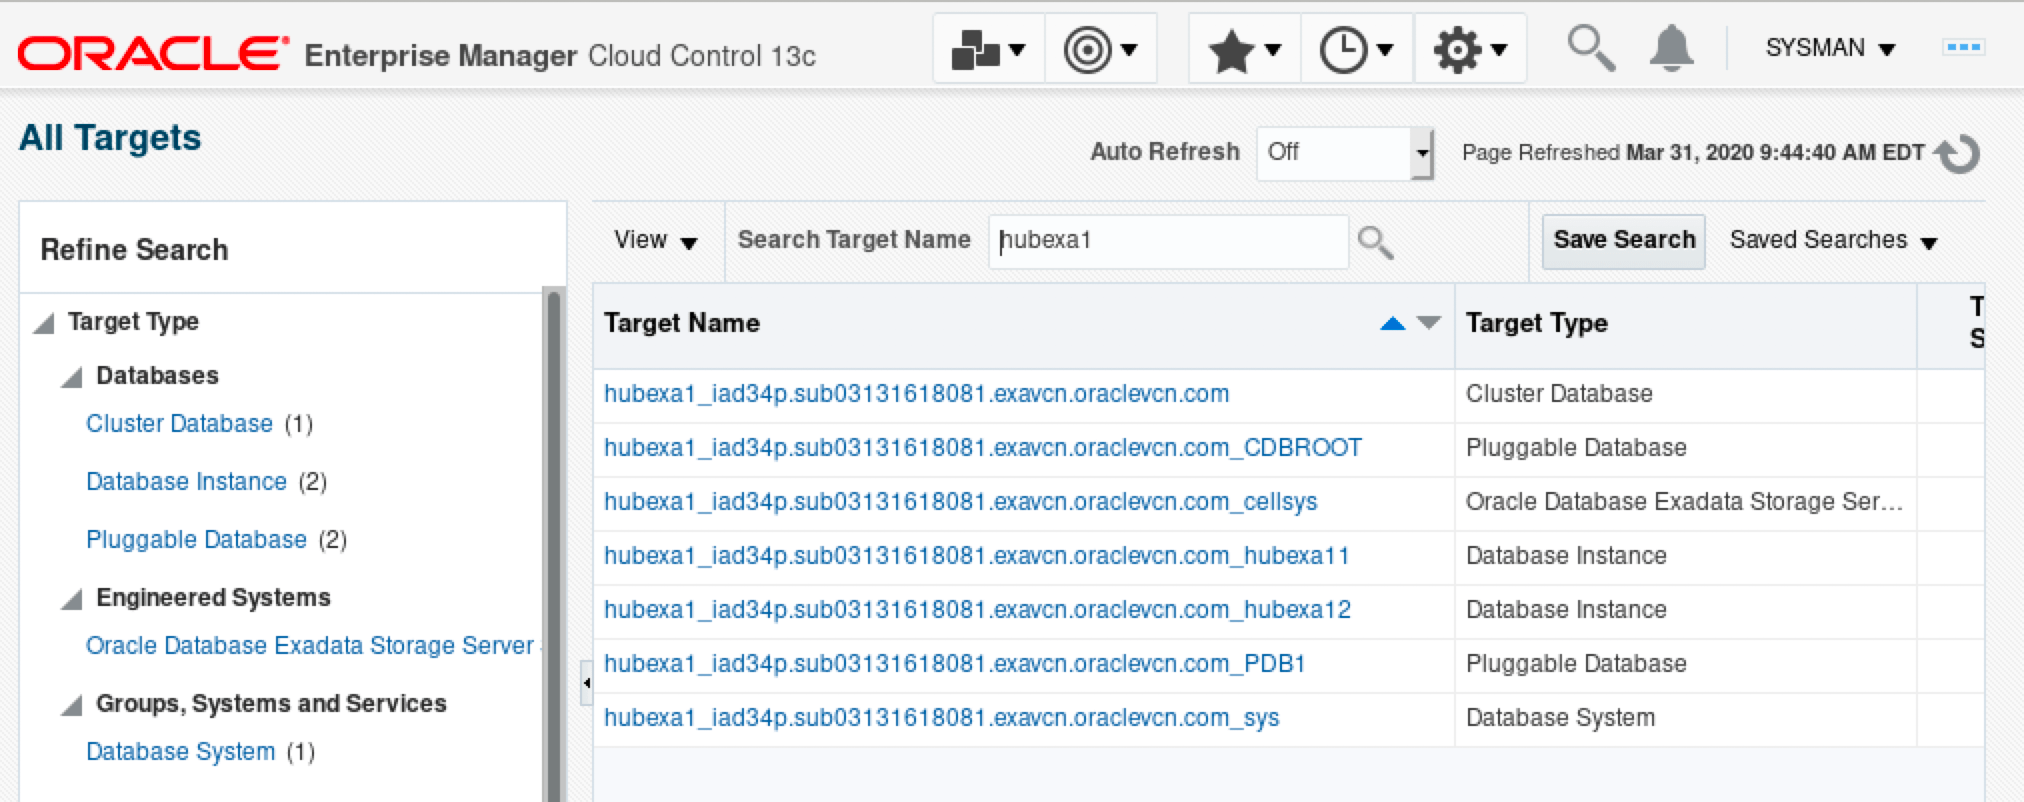 ORACLE® Enterprise Manager Cloud Control 13c
SYSMAN
All Targets
Auto Refresh Off Page Refreshed Mar 31, 2020 9:44:40 AM EDT
Refine Search
Target Type
Databases
Cluster Database (1)
Database Instance (2)
Pluggable Database (2)
Engineered Systems
Oracle Database Exadata Storage Server
Groups, Systems and Services
Database System (1)
View Search Target Name hubexa1 Save Search Saved Searches
Target Name Target Type
hubexa1_iad34p.sub03131618081.exavcn.oraclevcn.com Cluster Database
hubexa1_iad34p.sub03131618081.exavcn.oraclevcn.com_CDBROOT Pluggable Database
hubexa1_iad34p.sub03131618081.exavcn.oraclevcn.com_cellsys Oracle Database Exadata Storage Ser...
hubexa1_iad34p.sub03131618081.exavcn.oraclevcn.com_hubexa11 Database Instance
hubexa1_iad34p.sub03131618081.exavcn.oraclevcn.com_hubexa12 Database Instance
hubexa1_iad34p.sub03131618081.exavcn.oraclevcn.com_PDB1 Pluggable Database
hubexa1_iad34p.sub03131618081.exavcn.oraclevcn.com_sys Database System